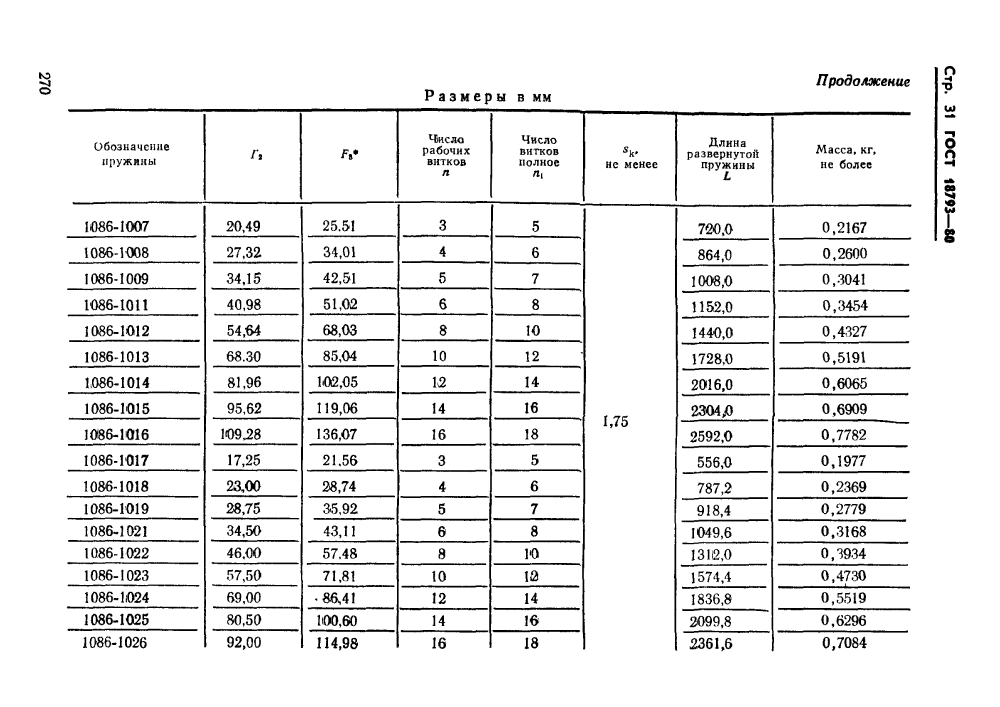 270
Стр. 31 ГОСТ 18793—80
Продолжение
Размеры в мм
Обозначение пружины | F₂ | F₃* | Число рабочих витков n | Число витков полное n₁ | sₖ, не менее | Длина развернутой пружины L | Масса, кг, не более
1086-1007 20,49 25,51 3 5 720,0 0,2167
1086-1008 27,32 34,01 4 6 864,0 0,2600
1086-1009 34,15 42,51 5 7 1008,0 0,3041
1086-1011 40,98 51,02 6 8 1152,0 0,3454
1086-1012 54,64 68,03 8 10 1440,0 0,4327
1086-1013 68.30 85,04 10 12 1728,0 0,5191
1086-1014 81,96 102,05 12 14 2016,0 0,6065
1086-1015 95,62 119,06 14 16 2304,0 0,6909
1,75
1086-1016 109,28 136,07 16 18 2592,0 0,7782
1086-1017 17,25 21,56 3 5 556,0 0,1977
1086-1018 23,00 28,74 4 6 787,2 0,2369
1086-1019 28,75 35,92 5 7 918,4 0,2779
1086-1021 34,50 43,11 6 8 1049,6 0,3168
1086-1022 46,00 57.48 8 10 1312,0 0,3934
1086-1023 57,50 71,81 10 12 1574,4 0,4730
1086-1024 69,00 86,41 12 14 1836,8 0,5519
1086-1025 80,50 100,60 14 16 2099,8 0,6296
1086-1026 92,00 114,98 16 18 2361,6 0,7084